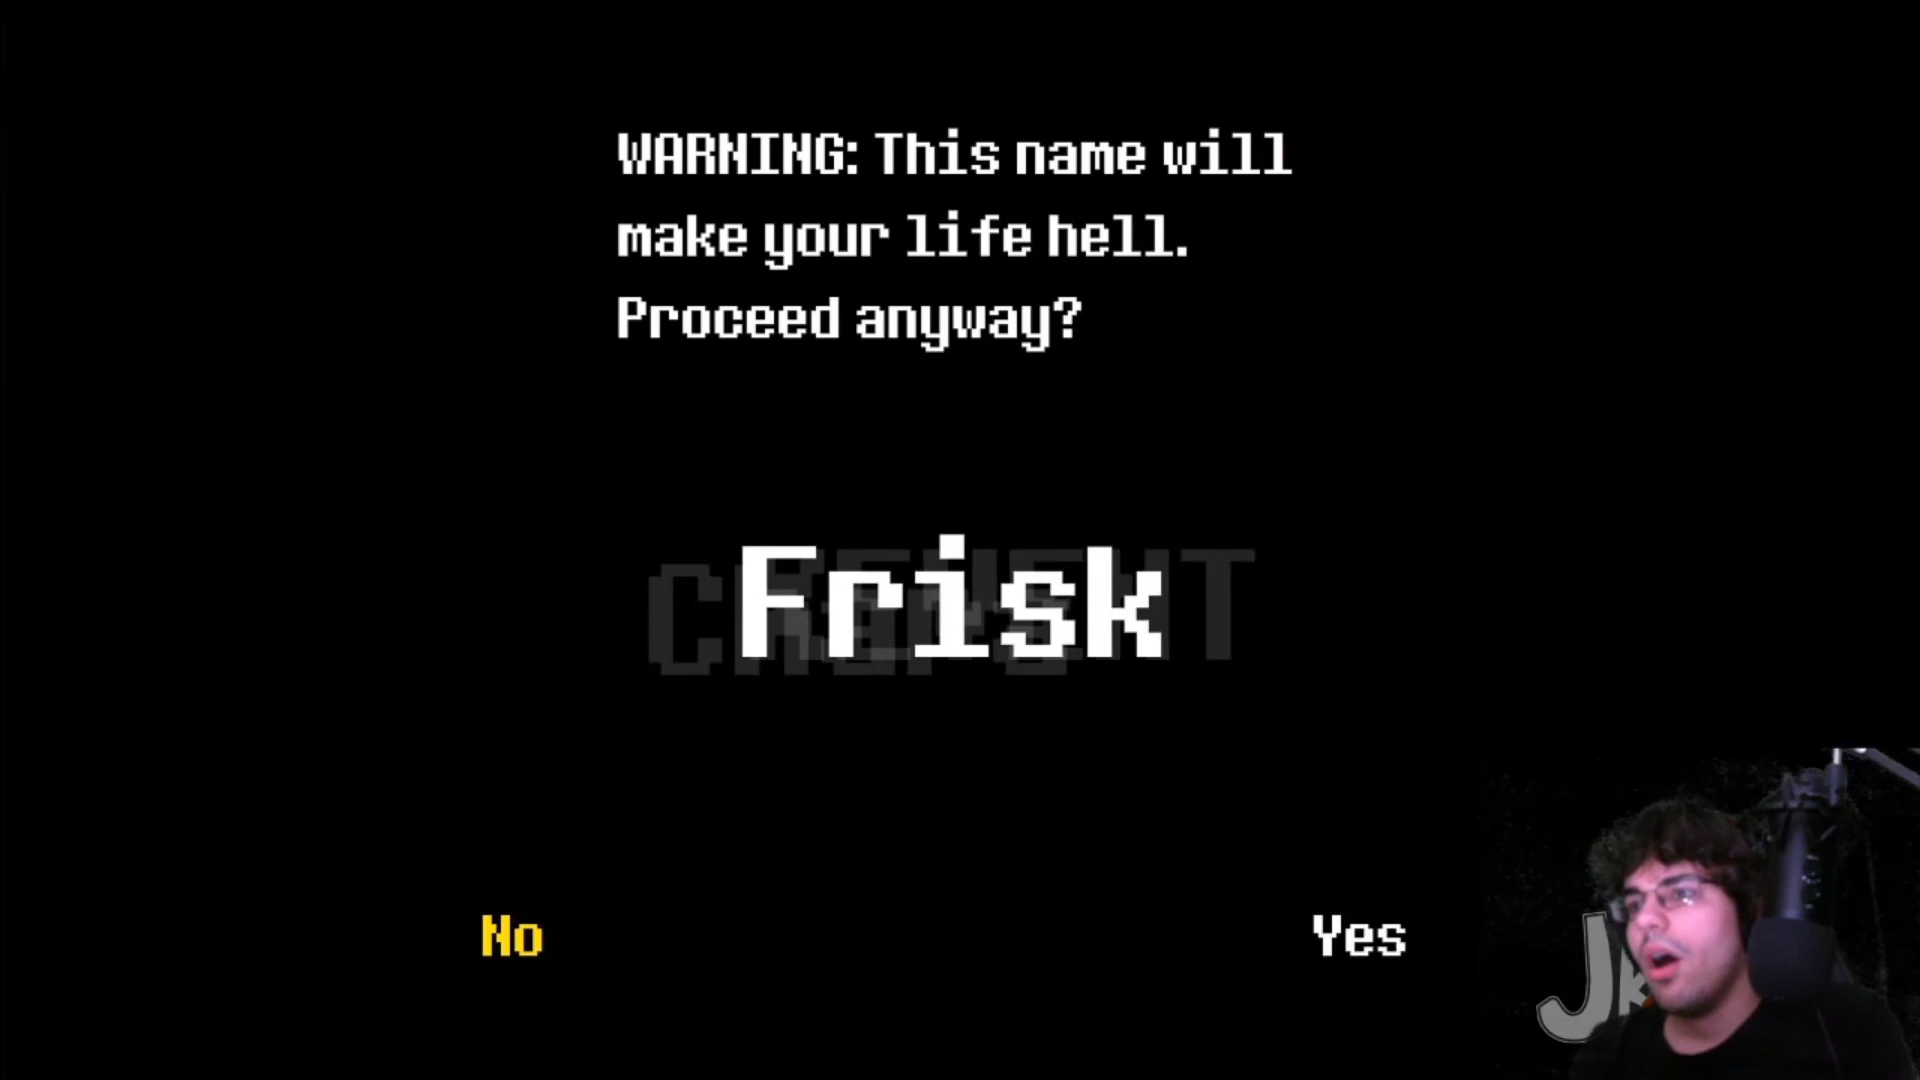 WARNING: This name will
make your life hell.
Proceed anyway?
Frisk
No
Yes